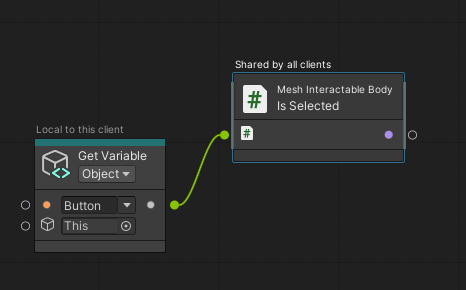 Shared by all clients
Mesh Interactable Body
Is Selected
Local to this client
Get Variable
Object
Button
This